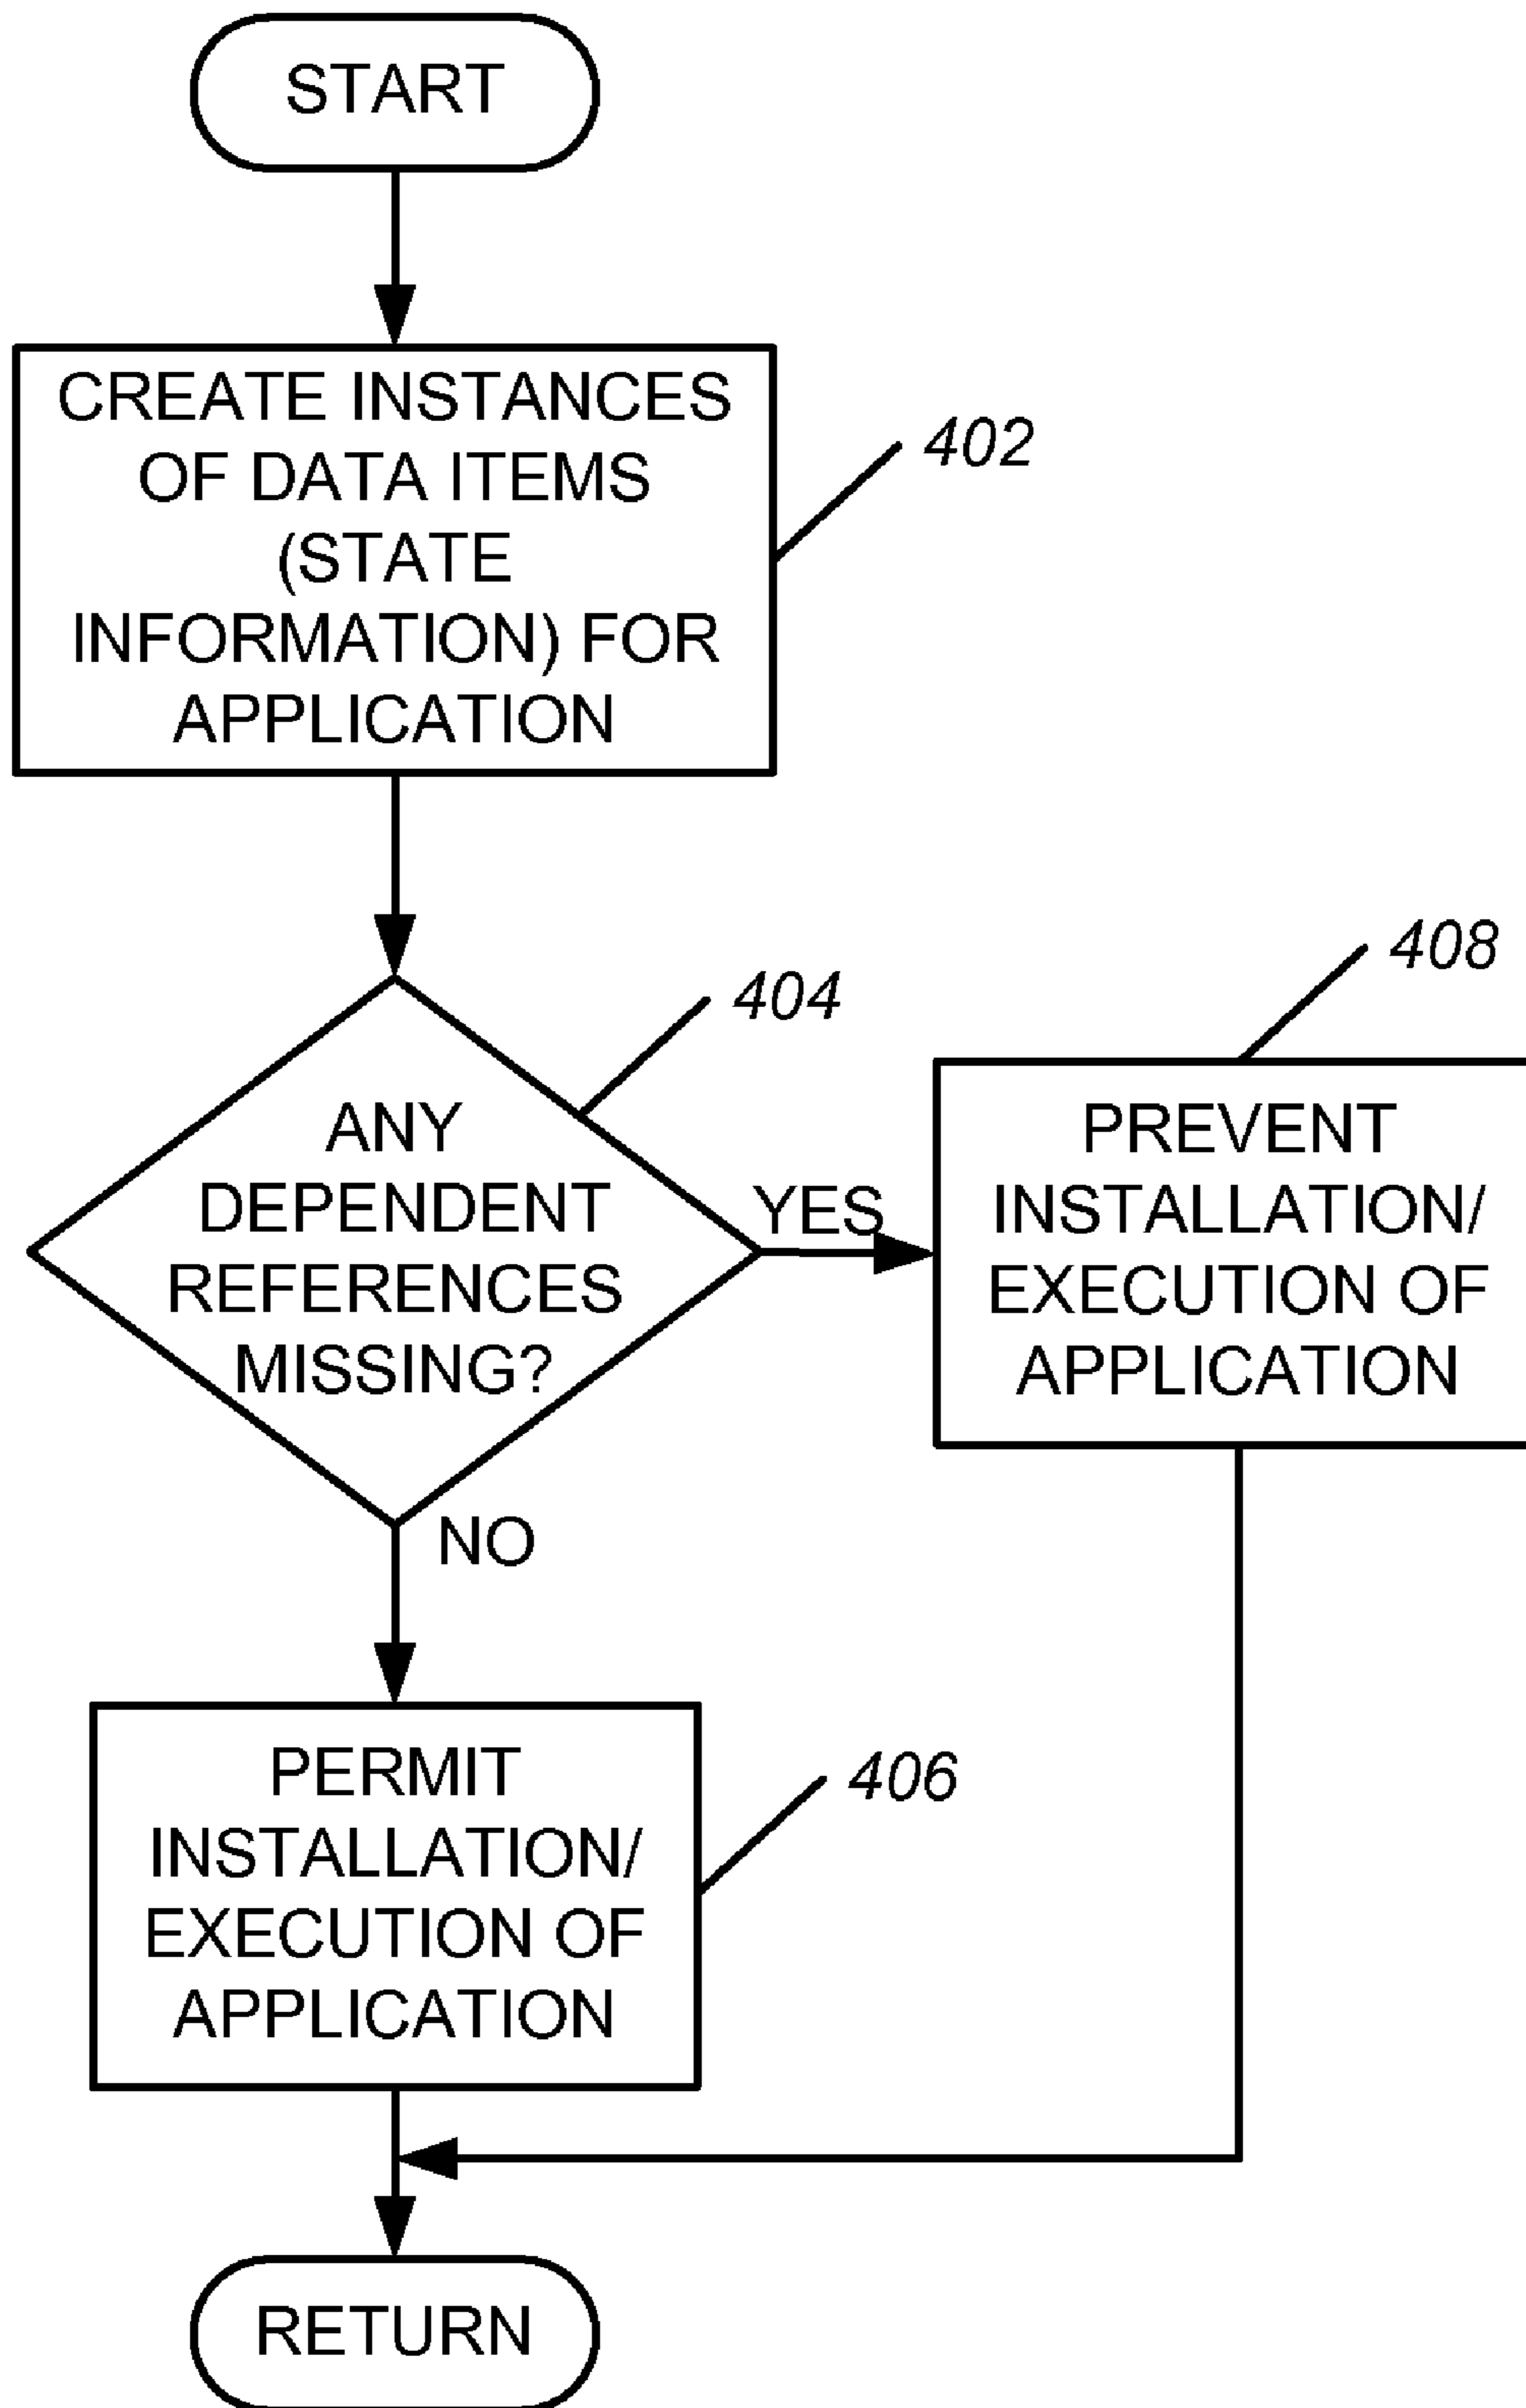 START
CREATE INSTANCES
OF DATA ITEMS
(STATE
INFORMATION) FOR
APPLICATION
402
404
ANY
DEPENDENT
REFERENCES
MISSING?
YES
408
PREVENT
INSTALLATION/
EXECUTION OF
APPLICATION
NO
PERMIT
INSTALLATION/
EXECUTION OF
APPLICATION
406
RETURN